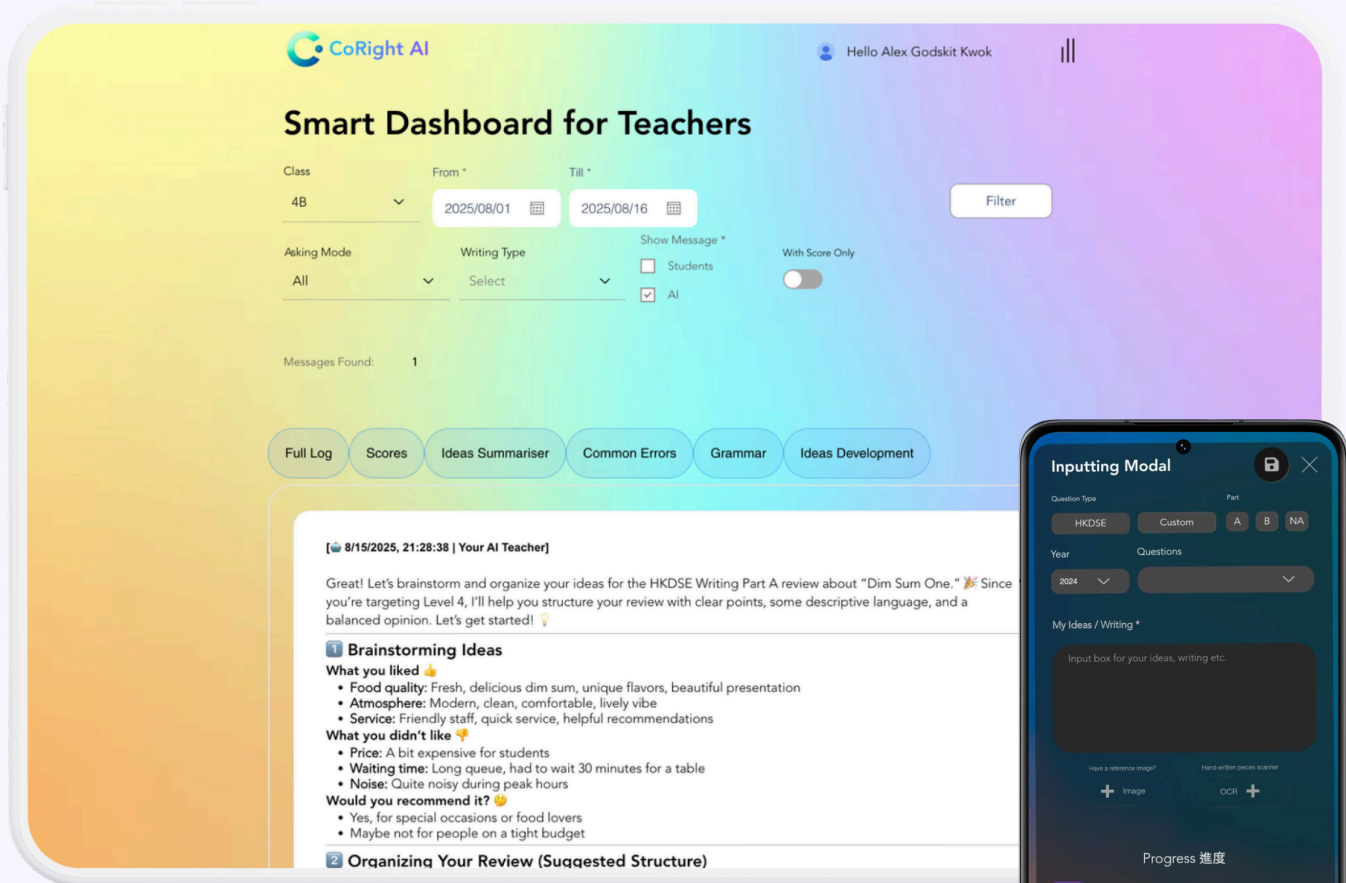 CoRight AI
Hello Alex Godskit Kwok
Smart Dashboard for Teachers
Class
From *
Till *
4B
2025/08/01
2025/08/16
Filter
Asking Mode
Writing Type
Show Message *
With Score Only
All
Select
Students
AI
Messages Found: 1
Full Log
Scores
Ideas Summariser
Common Errors
Grammar
Ideas Development
[🤖 8/15/2025, 21:28:38 | Your AI Teacher]
Great! Let's brainstorm and organize your ideas for the HKDSE Writing Part A review about "Dim Sum One." 🎉 Since
you're targeting Level 4, I'll help you structure your review with clear points, some descriptive language, and a
balanced opinion. Let's get started! 💡
1️⃣ Brainstorming Ideas
What you liked 👍
• Food quality: Fresh, delicious dim sum, unique flavors, beautiful presentation
• Atmosphere: Modern, clean, comfortable, lively vibe
• Service: Friendly staff, quick service, helpful recommendations
What you didn't like 👎
• Price: A bit expensive for students
• Waiting time: Long queue, had to wait 30 minutes for a table
• Noise: Quite noisy during peak hours
Would you recommend it? 🤔
• Yes, for special occasions or food lovers
• Maybe not for people on a tight budget
2️⃣ Organizing Your Review (Suggested Structure)
Inputting Modal
Question Type
Part
HKDSE
Custom
A
B
NA
Year
Questions
2024
My Ideas / Writing *
Input box for your ideas, writing etc.
Have a reference image?
Hand-written pieces scanner
+ Image
OCR +
Progress 進度